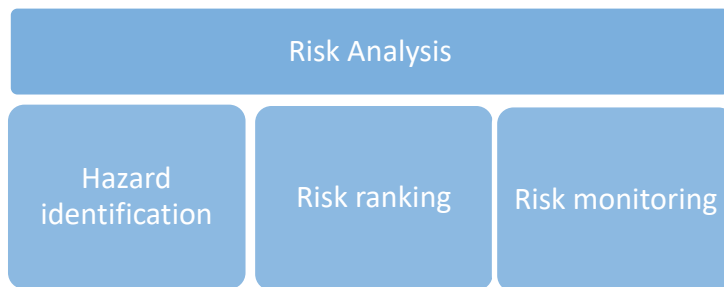 Risk Analysis
Hazard
identification
Risk ranking
Risk monitoring